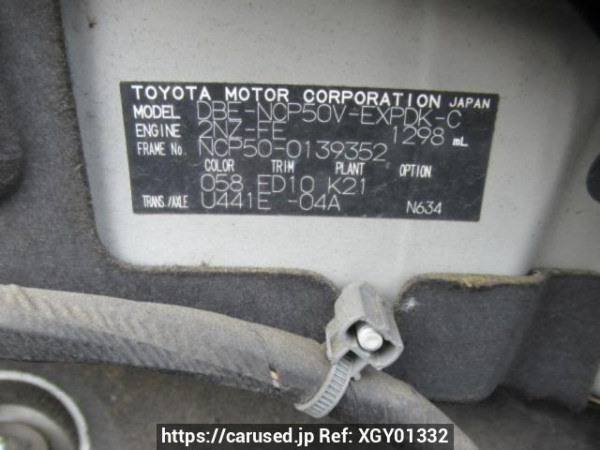 TOYOTA MOTOR CORPORATION JAPAN
MODEL DBE-NCP50V-EXPDK-C
ENGINE 2NZ-FE 1298 mL
FRAME No. NCP50-0139352
COLOR TRIM PLANT OPTION
058 FD10 K21
TRANS./AXLE U441E -04A N634
https://carused.jp Ref: XGY01332